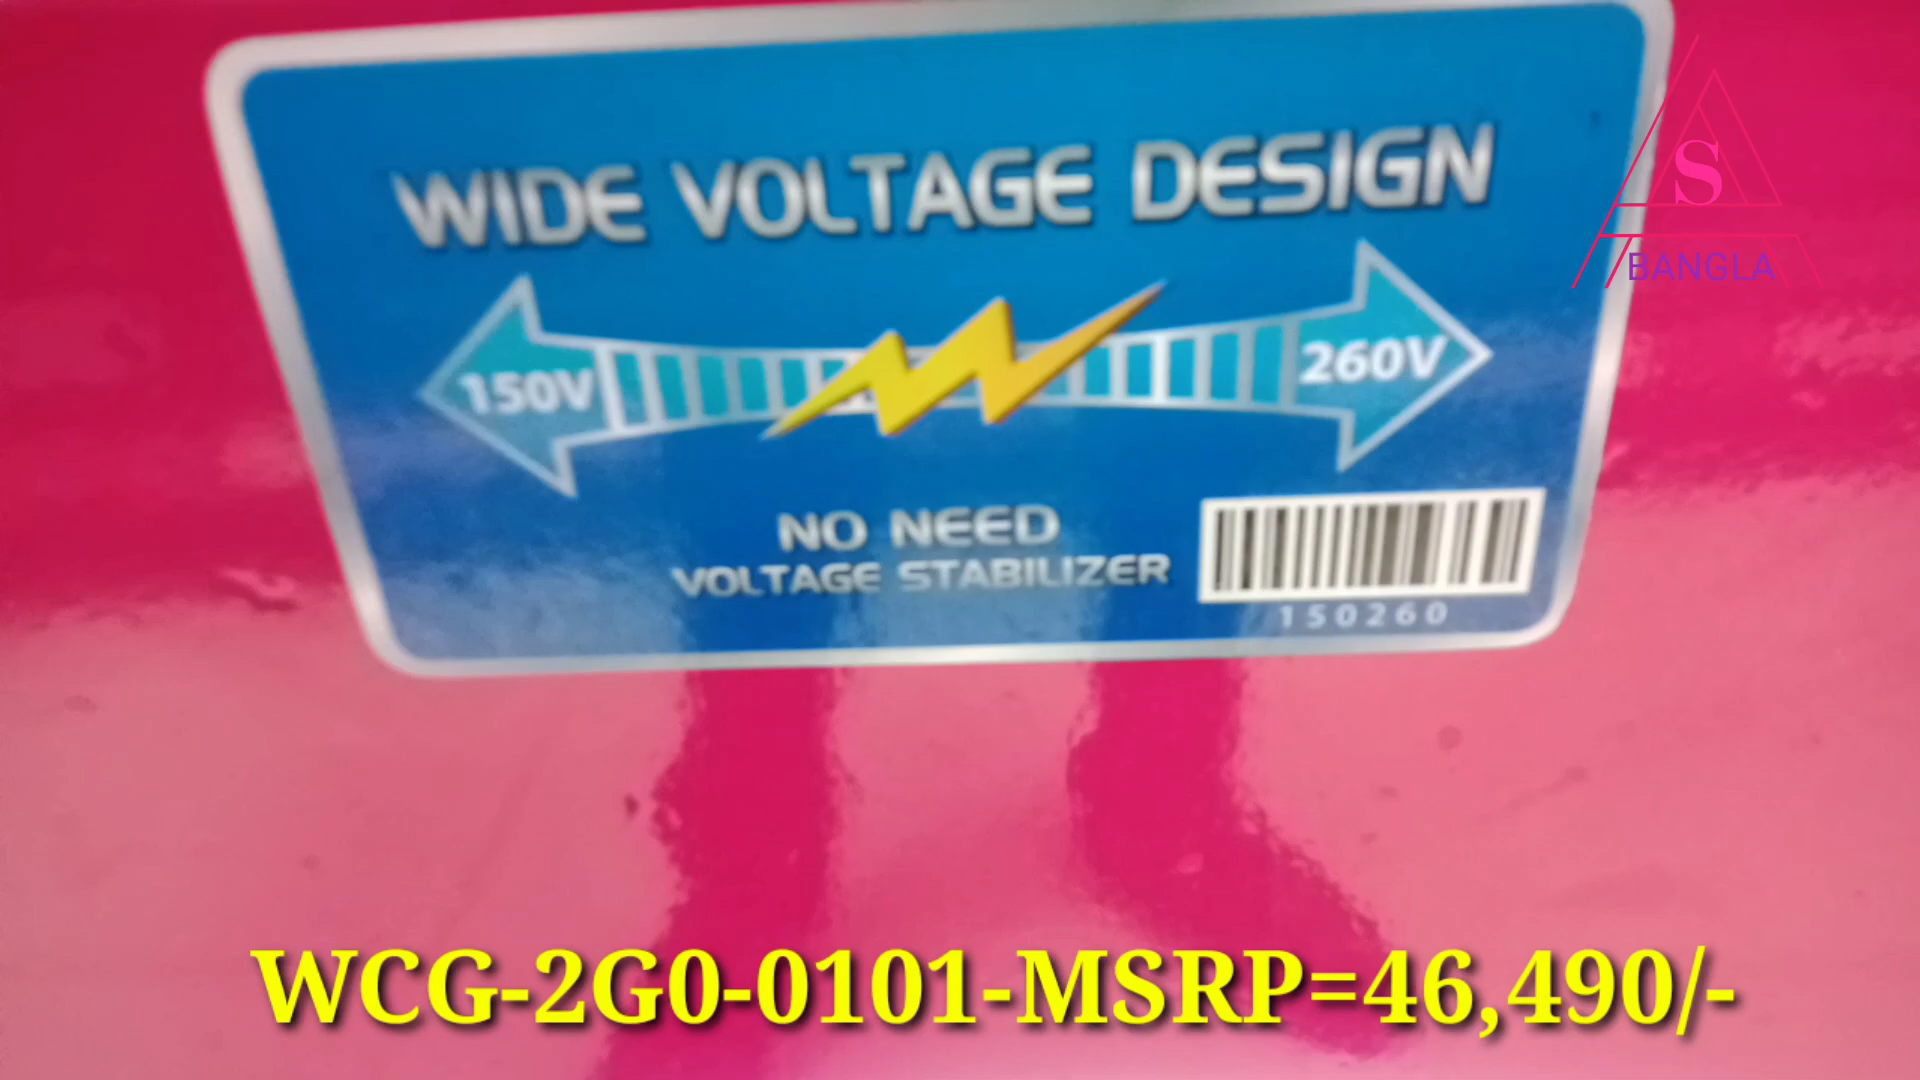 WIDE VOLTAGE DESIGN
150V
260V
NO NEED
VOLTAGE STABILIZER
150260
S
BANGLA
WCG-2G0-0101-MSRP=46,490/-